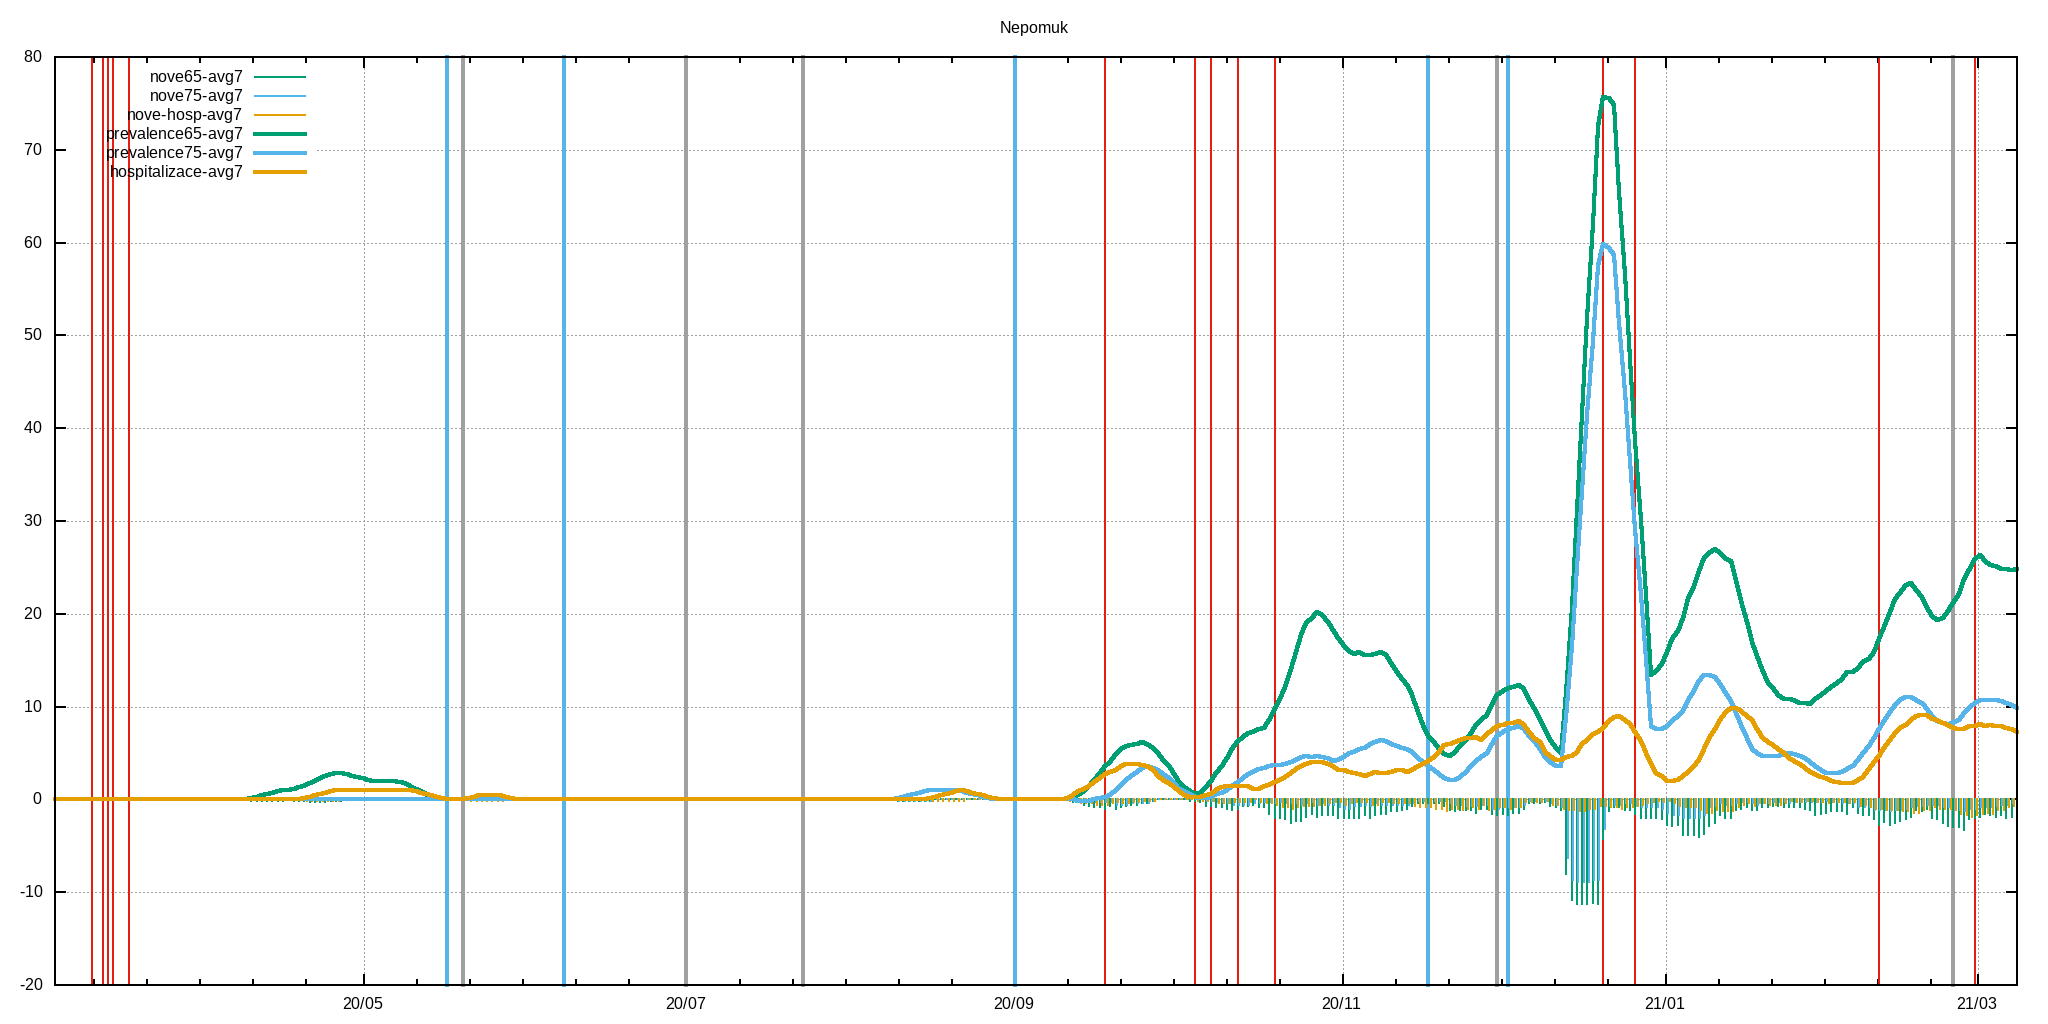 Nepomuk
80
70
60
50
40
30
20
10
0
-10
-20
nove65-avg7
nove75-avg7
nove-hosp-avg7
prevalence65-avg7
prevalence75-avg7
hospitalizace-avg7
20/05 20/07 20/09 20/11 21/01 21/03